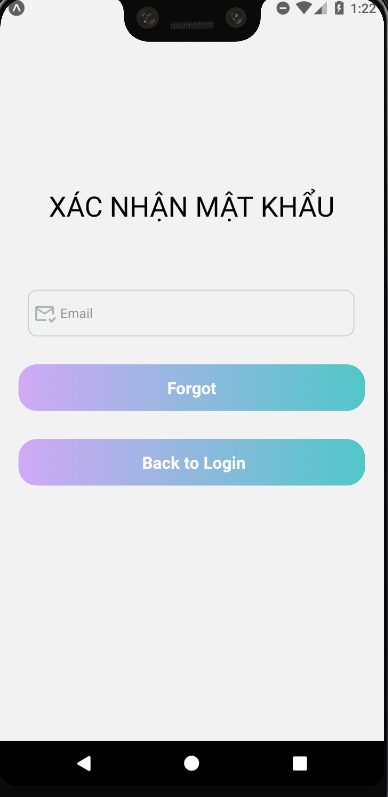 1:22
XÁC NHẬN MẬT KHẨU
Email
Forgot
Back to Login